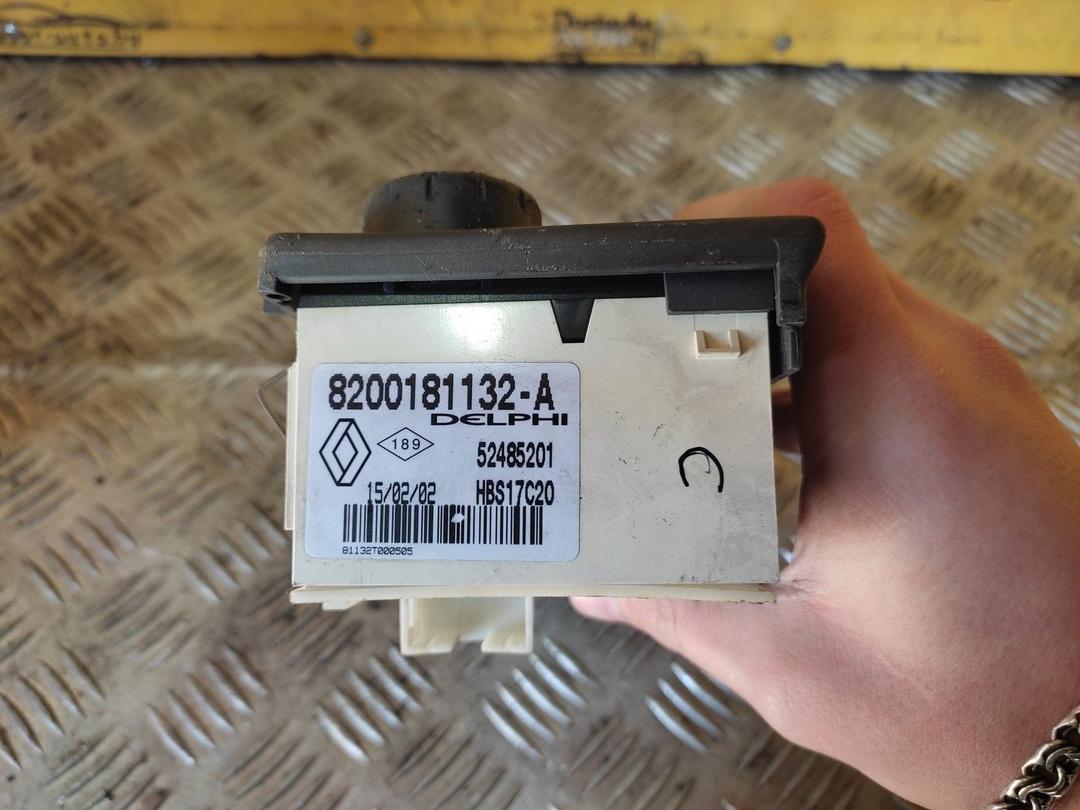 8200181132-A
DELPHI
189
52485201
15/02/02 HBS17C20
81132T000505
C